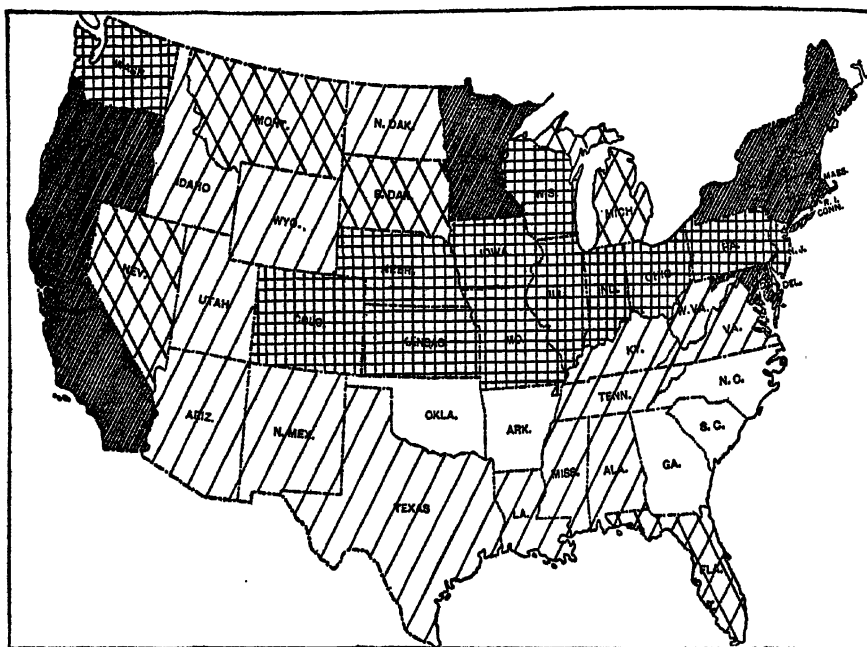 WASH.
MONT.
N. DAK.
S. DAK.
IDAHO
WYO.
WIS.
MICH.
MASS.
R. I.
CONN.
NEV.
UTAH
COLO.
NEBR.
IOWA
ILL.
IND.
OHIO
PA.
N.J.
DEL.
KANSAS
MO.
KY.
W. VA.
VA.
ARIZ.
N. MEX.
OKLA.
ARK.
TENN.
N. C.
S. C.
TEXAS
LA.
MISS.
ALA.
GA.
FLA.